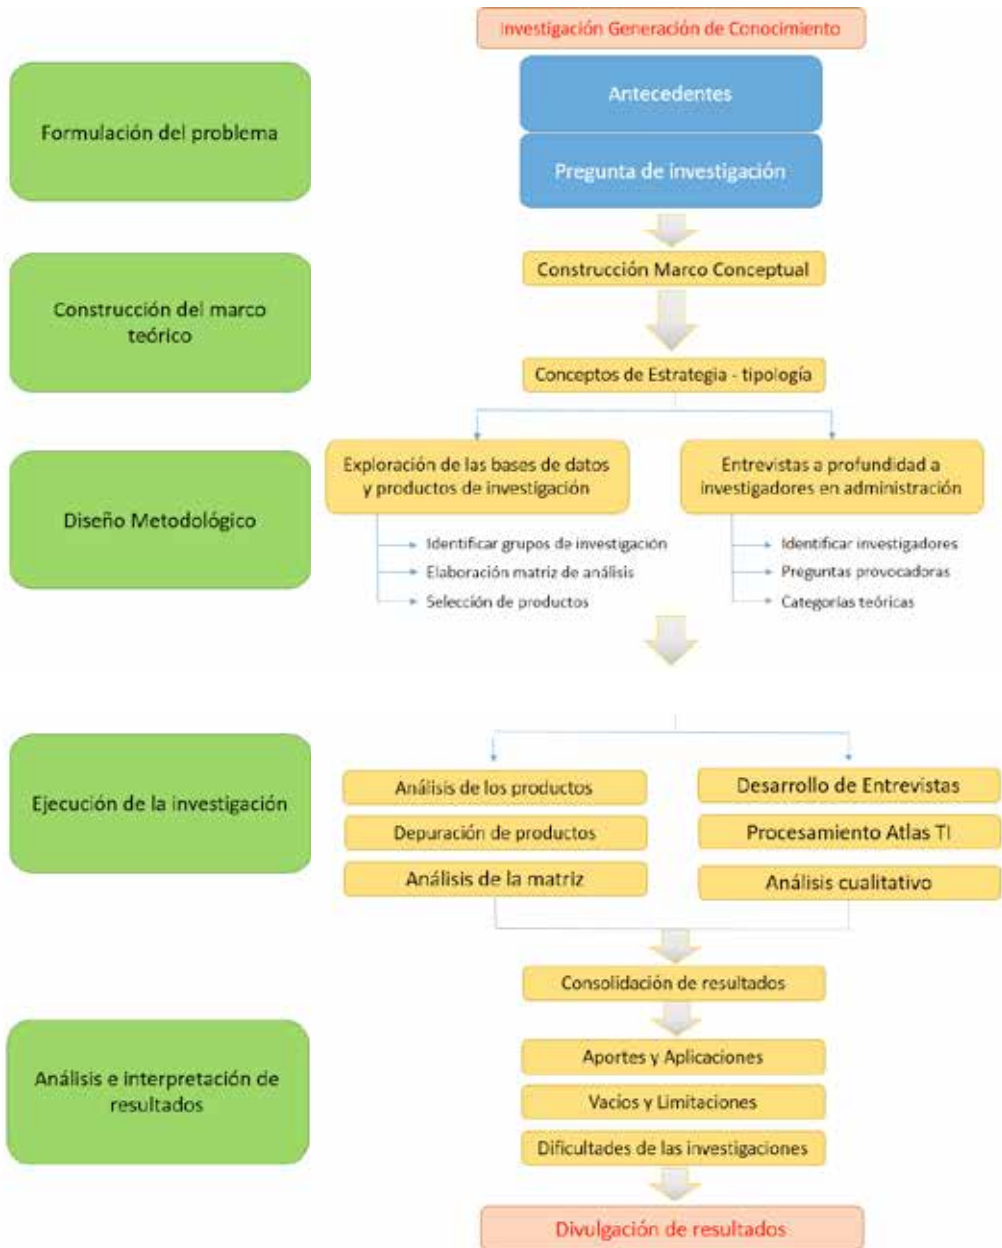 Investigación Generación de Conocimiento
Formulación del problema
Antecedentes
Pregunta de investigación
Construcción del marco
teórico
Construcción Marco Conceptual
Conceptos de Estrategia - tipología
Diseño Metodológico
Exploración de las bases de datos
y productos de investigación
Identificar grupos de investigación
Elaboración matriz de análisis
Selección de productos
Entrevistas a profundidad a
investigadores en administración
Identificar investigadores
Preguntas provocadoras
Categorías teóricas
Ejecución de la investigación
Análisis de los productos
Depuración de productos
Análisis de la matriz
Desarrollo de Entrevistas
Procesamiento Atlas TI
Análisis cualitativo
Análisis e interpretación de
resultados
Consolidación de resultados
Aportes y Aplicaciones
Vacios y Limitaciones
Dificultades de las investigaciones
Divulgación de resultados